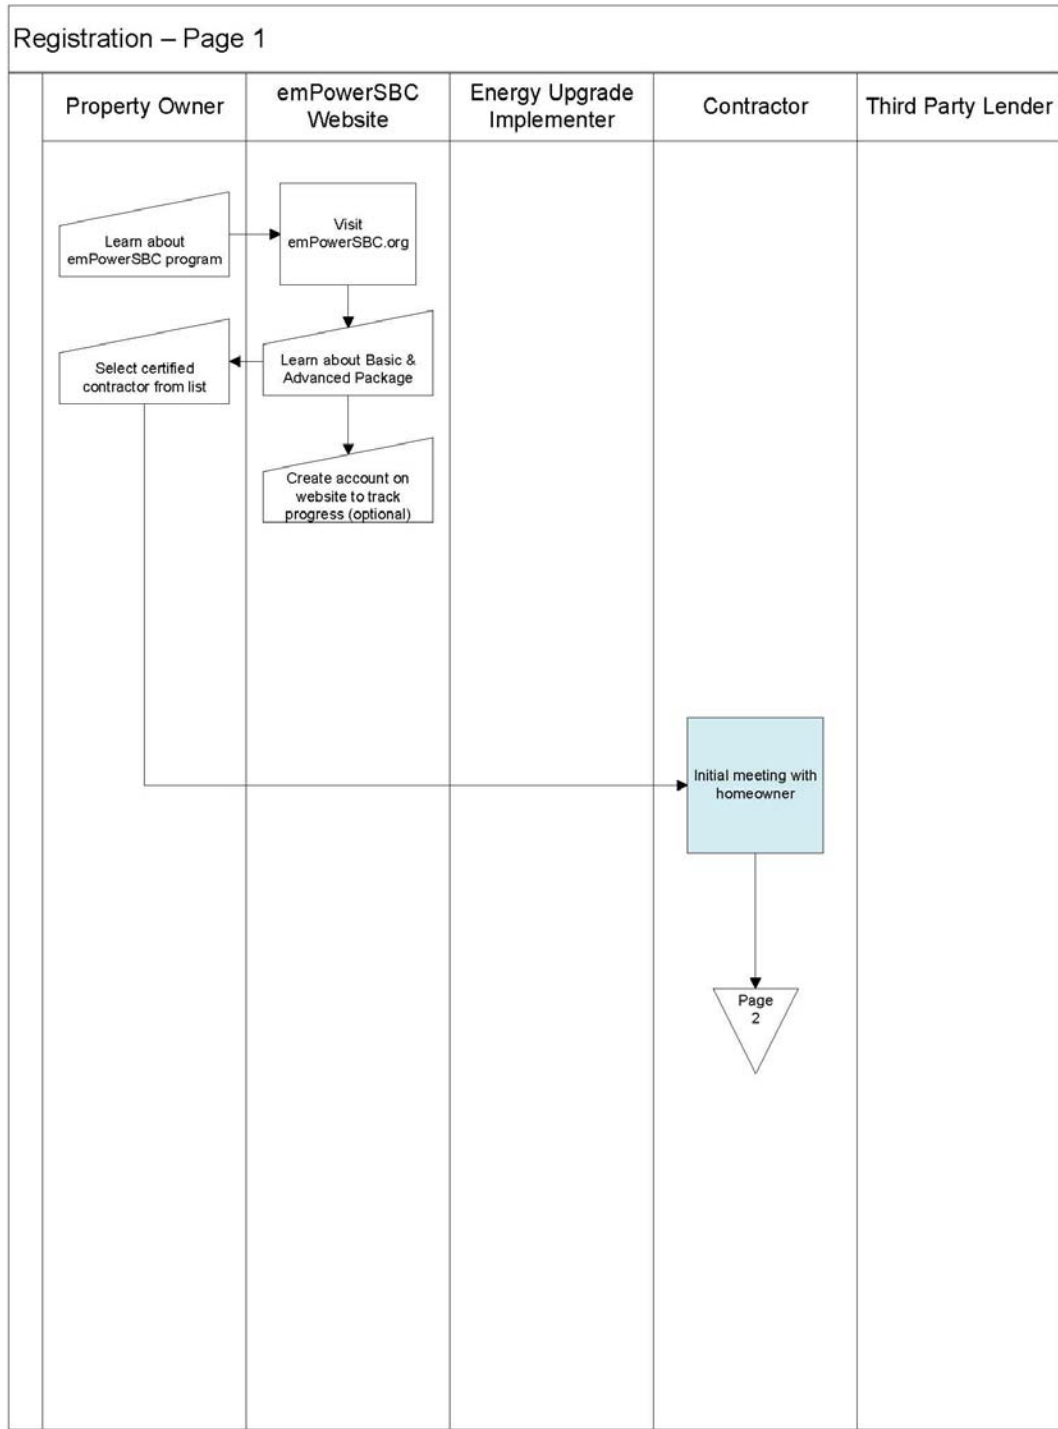 Registration – Page 1
Property Owner
emPowerSBC
Website
Energy Upgrade
Implementer
Contractor
Third Party Lender
Learn about
emPowerSBC program
Visit
emPowerSBC.org
Select certified
contractor from list
Learn about Basic &
Advanced Package
Create account on
website to track
progress (optional)
Initial meeting with
homeowner
Page
2